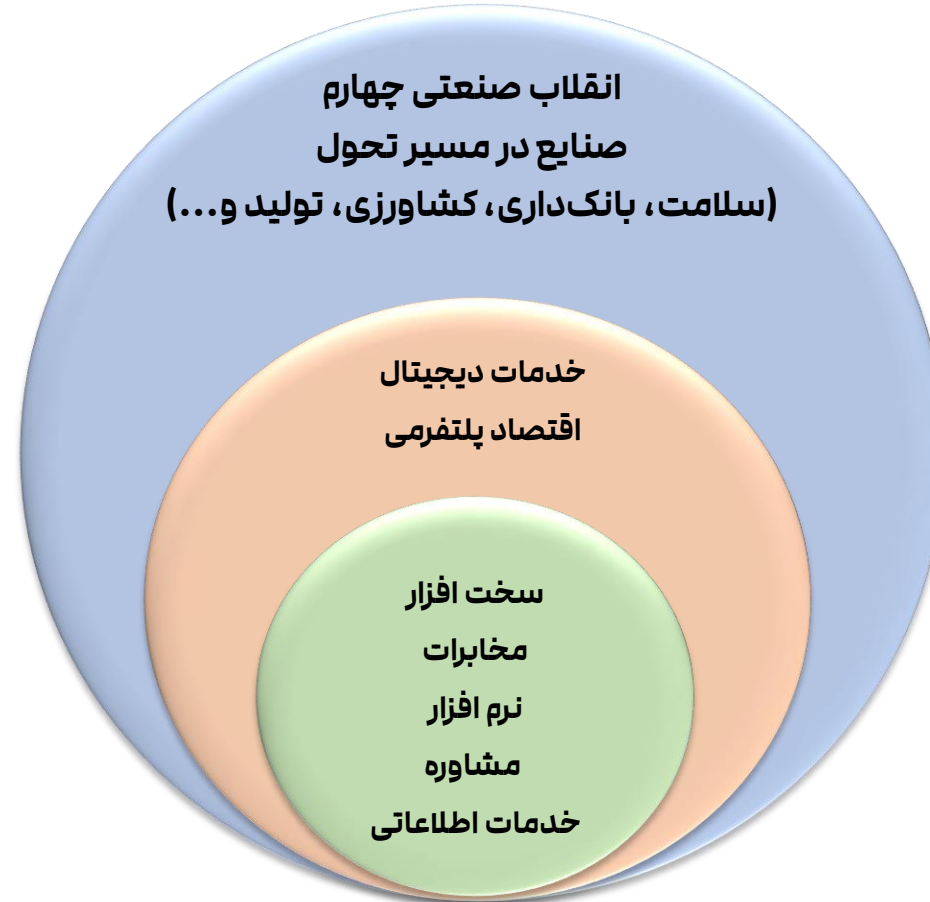 انقلاب صنعتی چهارم
صنایع در مسیر تحول
(سلامت، بانک‌داری، کشاورزی، تولید و...)
خدمات دیجیتال
اقتصاد پلتفرمی
سخت افزار
مخابرات
نرم افزار
مشاوره
خدمات اطلاعاتی